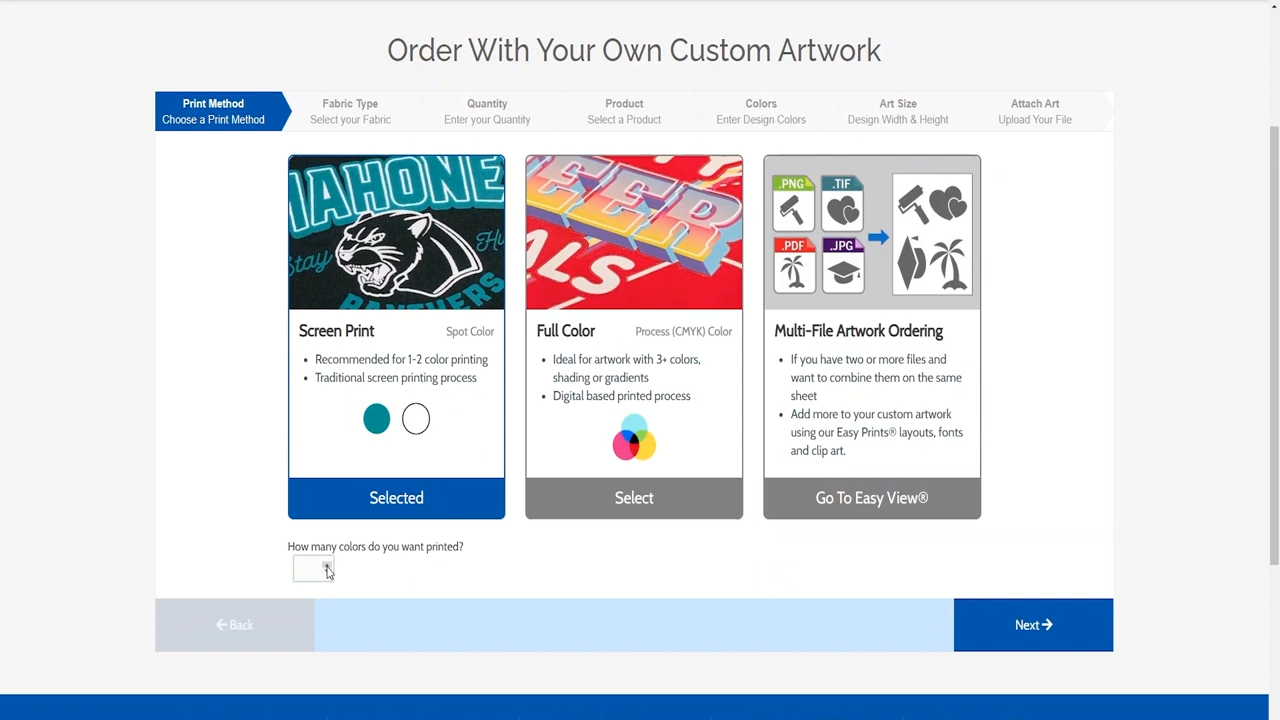 Order With Your Own Custom Artwork
Print Method
Choose a Print Method
Fabric Type
Select your Fabric
Quantity
Enter your Quantity
Product
Select a Product
Colors
Enter Design Colors
Art Size
Design Width & Height
Attach Art
Upload Your File
MAHONE
Stay
Hu
PANTHERS
EER
ALS
.PNG
.TIF
.PDF
.JPG
Screen Print
Spot Color
Recommended for 1-2 color printing
Traditional screen printing process
Selected
Full Color
Process (CMYK) Color
Ideal for artwork with 3+ colors,
shading or gradients
Digital based printed process
Select
Multi-File Artwork Ordering
If you have two or more files and
want to combine them on the same
sheet
Add more to your custom artwork
using our Easy Prints® layouts, fonts
and clip art.
Go To Easy View®
How many colors do you want printed?
Back
Next